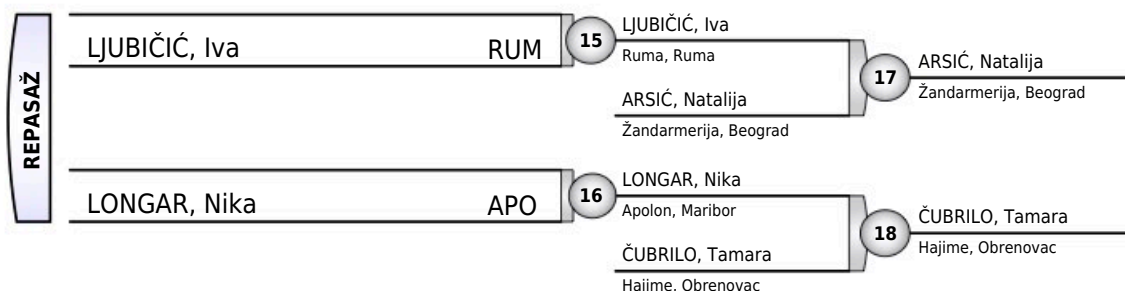 REPASAŽ
LJUBIČIĆ, Iva RUM
15
LJUBIČIĆ, Iva
Ruma, Ruma
ARSIĆ, Natalija
Žandarmerija, Beograd
17
ARSIĆ, Natalija
Žandarmerija, Beograd
LONGAR, Nika APO
16
LONGAR, Nika
Apolon, Maribor
ČUBRILO, Tamara
Hajime, Obrenovac
18
ČUBRILO, Tamara
Hajime, Obrenovac